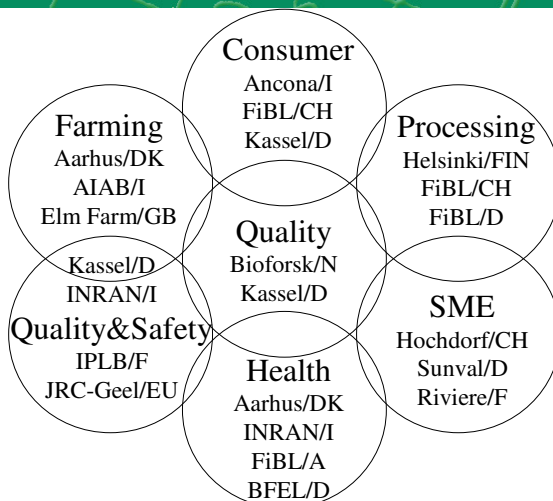 Consumer
Ancona/I
FiBL/CH
Kassel/D
Farming
Aarhus/DK
AIAB/I
Elm Farm/GB
Processing
Helsinki/FIN
FiBL/CH
FiBL/D
Quality
Bioforsk/N
Kassel/D
Kassel/D
INRAN/I
Quality&Safety
IPLB/F
JRC-Geel/EU
SME
Hochdorf/CH
Sunval/D
Riviere/F
Health
Aarhus/DK
INRAN/I
FiBL/A
BFEL/D